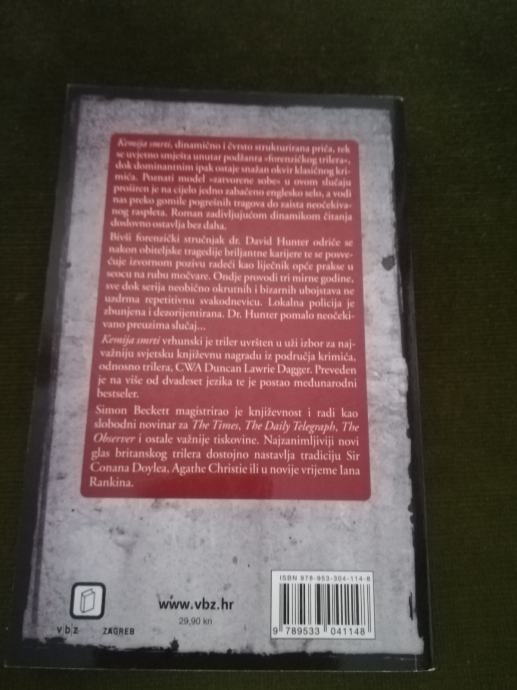 Kemija smrti, dinamično i čvrsto strukturirana priča, tek
se uvjetno smješta unutar podžanra »forenzičkog trilera«,
dok dominantnim ipak ostaje snažan okvir klasičnog kri-
mića. Poznati model »zatvorene sobe« u ovom slučaju
proširen je na cijelo jedno zabačeno englesko selo, a vodi
nas preko gomile pogrešnih tragova do zaista neočekiva-
nog raspleta. Roman zadivljujućom dinamikom čitanja
doslovno ostavlja bez daha.
Bivši forenzički stručnjak dr. David Hunter odriče se
nakon obiteljske tragedije briljantne karijere te se posve-
ćuje izvornom pozivu radeći kao liječnik opće prakse u
seocu na rubu močvare. Ondje provodi tri mirne godine,
sve dok serija neobično okrutnih i bizarnih ubojstava ne
uzdrma repetitivnu svakodnevicu. Lokalna policija je
zbunjena i dezorijentirana. Dr. Hunter pomalo neočeki-
vano preuzima slučaj...
Kemija smrti vrhunski je triler uvršten u uži izbor za naj-
važniju svjetsku književnu nagradu iz područja krimića,
odnosno trilera, CWA Duncan Lawrie Dagger. Preveden
je na više od dvadeset jezika te je postao međunarodni
bestseler.
Simon Beckett magistrirao je književnost i radi kao
slobodni novinar za The Times, The Daily Telegraph, The
Observer i ostale važnije tiskovine. Najzanimljiviji novi
glas britanskog trilera dostojno nastavlja tradiciju Sir
Conana Doylea, Agathe Christie ili u novije vrijeme Iana
Rankina.
ISBN 978-953-304-114-8
www.vbz.hr
29,90 kn
vbz ZAGREB
9 789533 041148